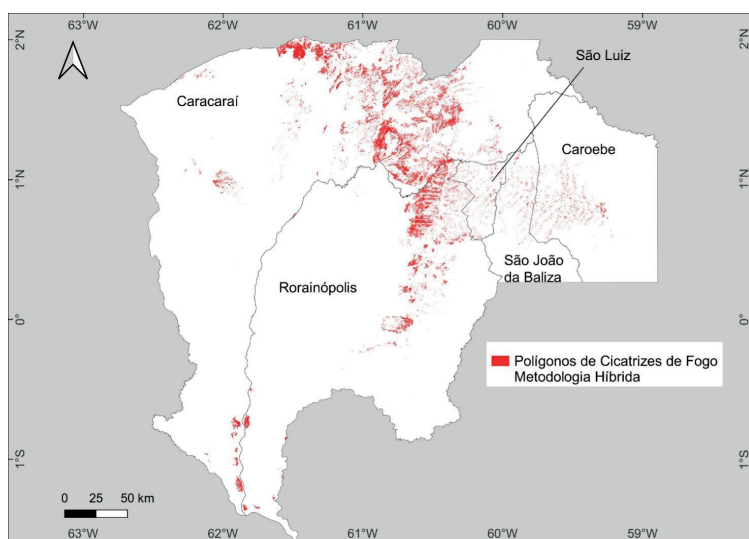 63°W 62°W 61°W 60°W 59°W
2°N 2°N
São Luiz
Caracaraí
Caroebe
1°N 1°N
São João
da Baliza
Rorainópolis
0° 0°
Polígonos de Cicatrizes de Fogo
Metodologia Híbrida
1°S 1°S
0 25 50 km
63°W 62°W 61°W 60°W 59°W